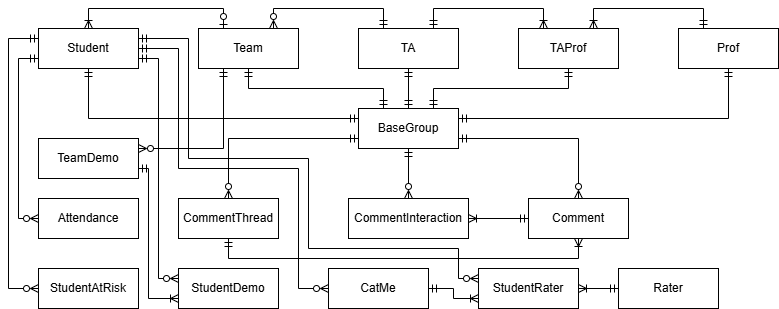 Student
Team
TA
TAProf
Prof
BaseGroup
TeamDemo
Attendance
CommentThread
CommentInteraction
Comment
StudentAtRisk
StudentDemo
CatMe
StudentRater
Rater